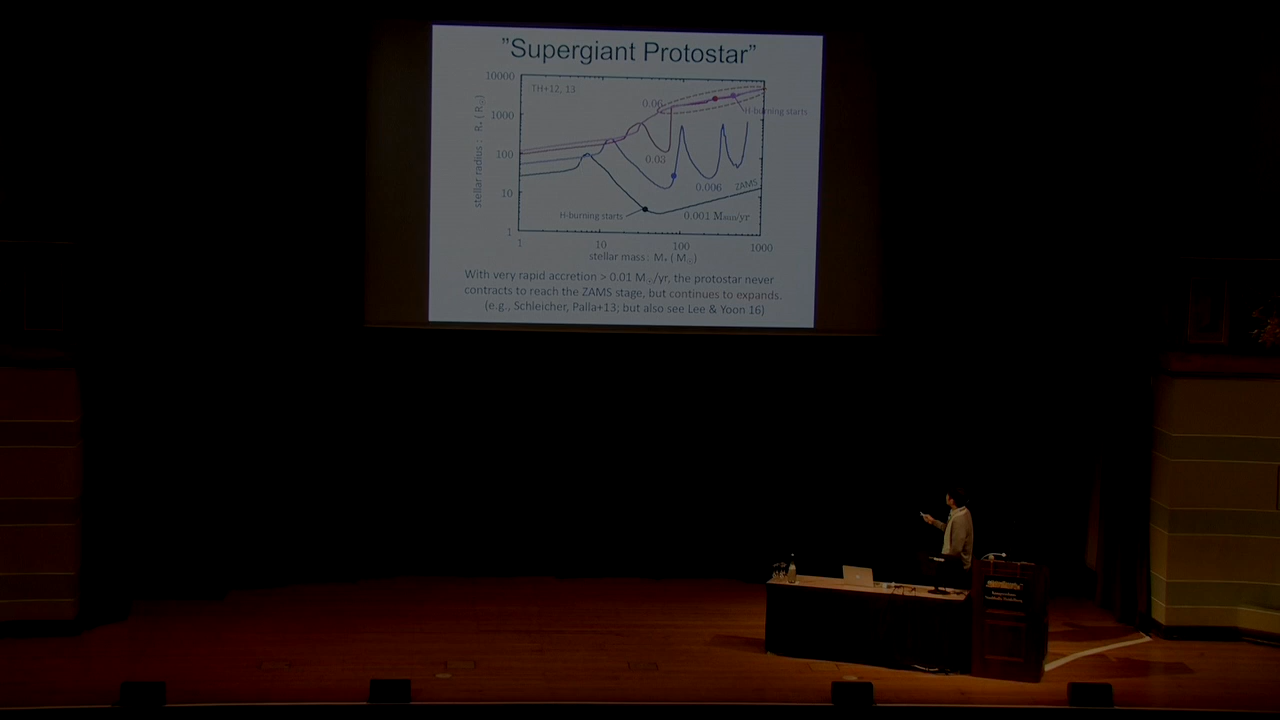 "Supergiant Protostar"
10000
TH+12, 13
1000
100
10
1
stellar radius : R* ( R☉)
0.06
H-burning starts
0.03
0.006
ZAMS
H-burning starts
0.001 Msun/yr
1
10
100
1000
stellar mass : M* ( M☉)
With very rapid accretion > 0.01 M☉/yr, the protostar never
contracts to reach the ZAMS stage, but continues to expands.
(e.g., Schleicher, Palla+13; but also see Lee & Yoon 16)